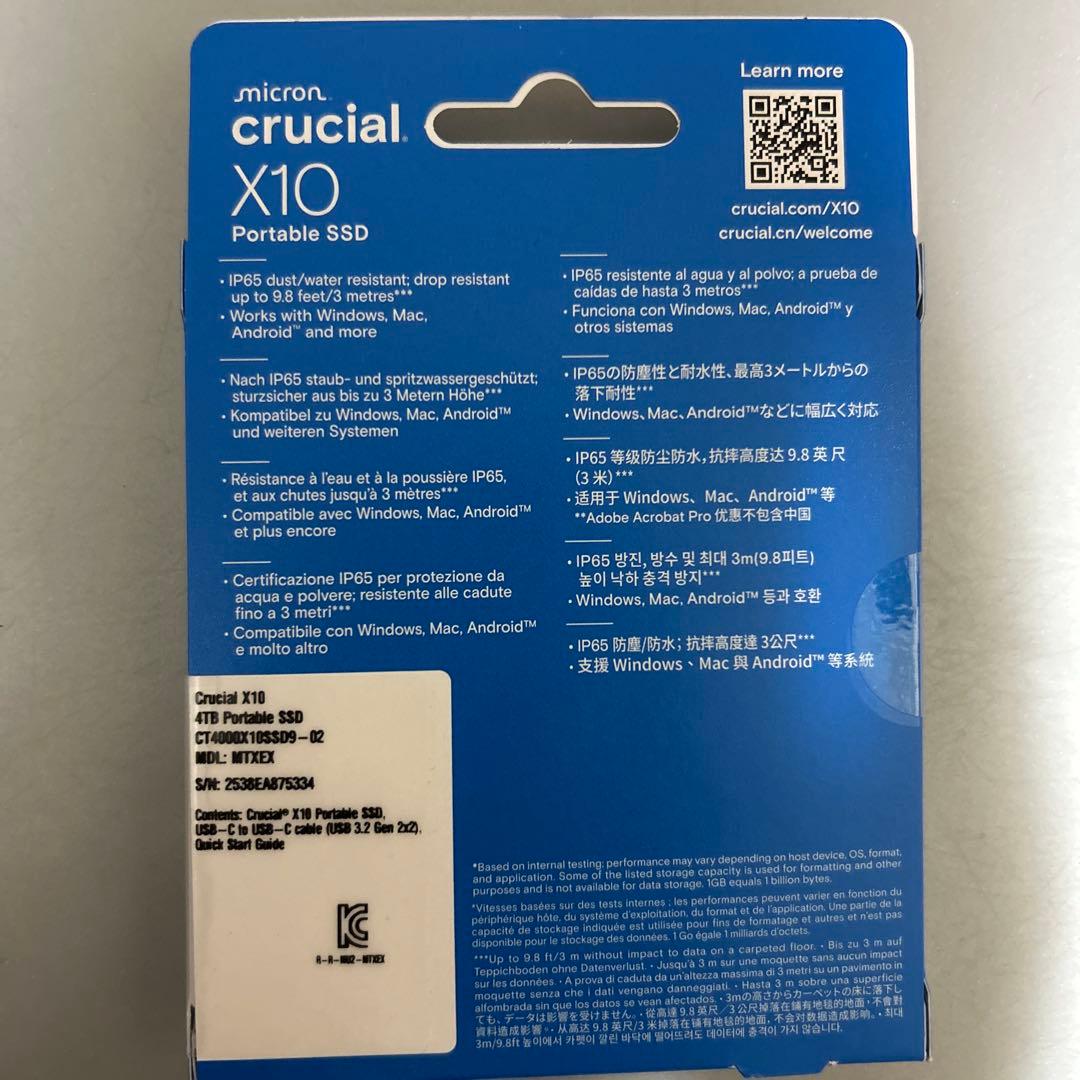 micron
crucial
X10
Portable SSD
Learn more
crucial.com/X10
crucial.cn/welcome
• IP65 dust/water resistant; drop resistant
up to 9.8 feet/3 metres***
• Works with Windows, Mac,
Android™ and more
• Nach IP65 staub- und spritzwassergeschützt;
sturzsicher aus bis zu 3 Metern Höhe***
• Kompatibel zu Windows, Mac, Android™
und weiteren Systemen
• Résistance à l'eau et à la poussière IP65,
et aux chutes jusqu'à 3 mètres***
• Compatible avec Windows, Mac, Android™
et plus encore
• Certificazione IP65 per protezione da
acqua e polvere; resistente alle cadute
fino a 3 metri***
• Compatibile con Windows, Mac, Android™
e molto altro
• IP65 resistente al agua y al polvo; a prueba de
caídas de hasta 3 metros***
• Funciona con Windows, Mac, Android™ y
otros sistemas
• IP65の防塵性と耐水性、最高3メートルからの
落下耐性***
• Windows、Mac、Android™などに幅広く対応
• IP65 等级防尘防水，抗摔高度达 9.8 英 尺
（3 米）***
• 适用于 Windows、Mac、Android™ 等
**Adobe Acrobat Pro 优惠不包含中国
• IP65 방진, 방수 및 최대 3m(9.8피트)
높이 낙하 충격 방지***
• Windows, Mac, Android™ 등과 호환
• IP65 防塵/防水；抗摔高度達 3公尺***
• 支援 Windows、Mac 與 Android™ 等系統
Crucial X10
4TB Portable SSD
CT4000X10SSD9-02
MDL: MTXEX
S/N: 2538EA875334
Contents: Crucial® X10 Portable SSD,
USB-C to USB-C cable (USB 3.2 Gen 2x2),
Quick Start Guide
R-R-MU2-MTXEX
*Based on internal testing; performance may vary depending on host device, OS, format,
and application. Some of the listed storage capacity is used for formatting and other
purposes and is not available for data storage. 1GB equals 1 billion bytes.
*Vitesses basées sur des tests internes ; les performances peuvent varier en fonction du
périphérique hôte, du système d'exploitation, du format et de l'application. Une partie de la
capacité de stockage indiquée est utilisée pour fins de formatage et autres et n'est pas
disponible pour le stockage des données. 1 Go égale 1 milliards d'octets.
***Up to 9.8 ft/3 m without impact to data on a carpeted floor. • Bis zu 3 m auf
Teppichboden ohne Datenverlust. • Jusqu'à 3 m sur une moquette sans aucun impact
sur les données. • A prova di caduta da un'altezza massima di 3 metri su un pavimento in
moquette senza che i dati vengano danneggiati. • Hasta 3 m sobre una superficie
alfombrada sin que los datos se vean afectados. • 3mの高さからカーペットの床に落下し
ても、データは影響を受けません。• 從高達 9.8 英尺／3 公尺掉落在鋪有地毯的地面，不會對
資料造成影響。• 从高达 9.8 英尺/3 米掉落在铺有地毯的地面，不会对数据造成影响。• 최대
3m/9.8ft 높이에서 카펫이 깔린 바닥에 떨어뜨려도 데이터에 충격이 가지 않습니다.